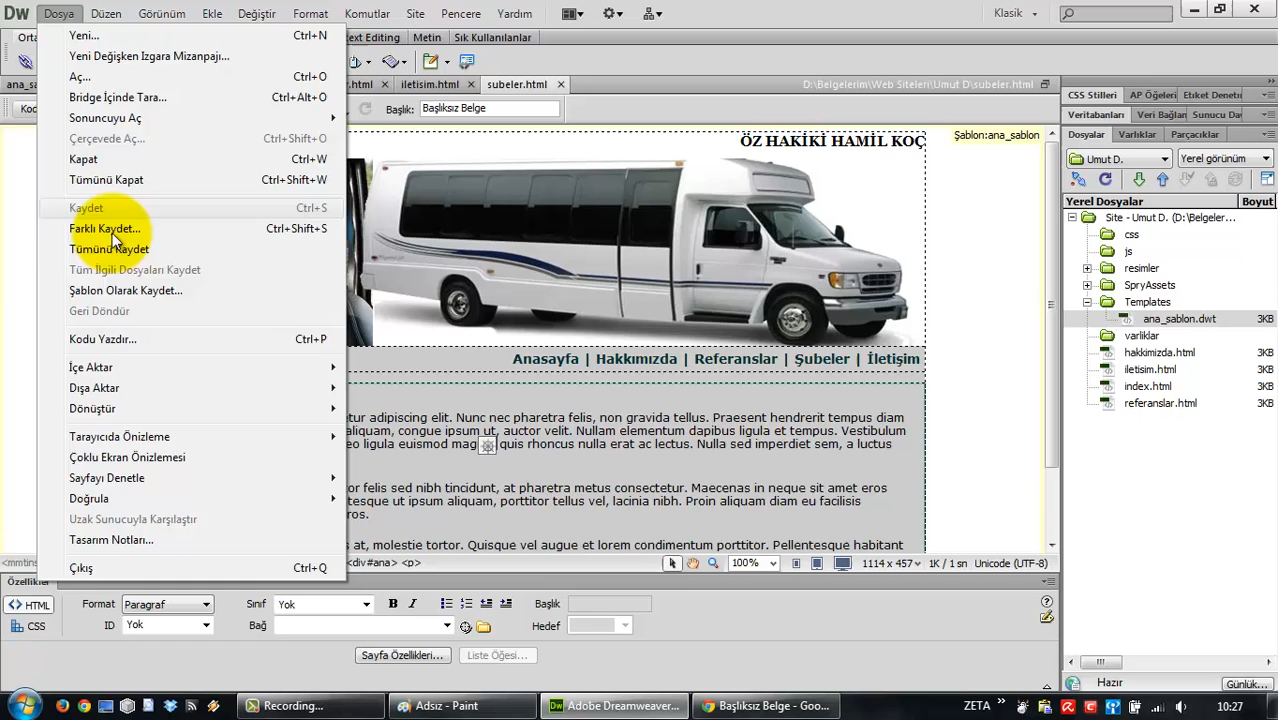 Dw Dosya Düzen Görünüm Ekle Değiştir Format Komutlar Site Pencere Yardım Klasik
Orta Text Editing Metin Sık Kullanılanlar
ana_sa .html iletisim.html subeler.html D:\Belgelerim\Web Siteleri\Umut D\subeler.html
Kod Başlık: Başlıksız Belge
Yeni... Ctrl+N
Yeni Değişken Izgara Mizanpajı...
Aç... Ctrl+O
Bridge İçinde Tara... Ctrl+Alt+O
Sonuncuyu Aç
Çerçevede Aç... Ctrl+Shift+O
Kapat Ctrl+W
Tümünü Kapat Ctrl+Shift+W
Kaydet Ctrl+S
Farklı Kaydet... Ctrl+Shift+S
Tümünü Kaydet
Tüm İlgili Dosyaları Kaydet
Şablon Olarak Kaydet...
Geri Döndür
Kodu Yazdır... Ctrl+P
İçe Aktar
Dışa Aktar
Dönüştür
Tarayıcıda Önizleme
Çoklu Ekran Önizlemesi
Sayfayı Denetle
Doğrula
Uzak Sunucuyla Karşılaştır
Tasarım Notları...
Çıkış Ctrl+Q
ÖZ HAKİKİ HAMİL KOÇ
Şablon:ana_sablon
Anasayfa | Hakkımızda | Referanslar | Şubeler | İletişim
etur adipiscing elit. Nunc nec pharetra felis, non gravida tellus. Praesent hendrerit tempus diam
aliquam, congue ipsum ut, auctor velit. Nullam elementum dapibus ligula et tempus. Vestibulum
eo ligula euismod mag quis rhoncus nulla erat ac lectus. Nulla sed imperdiet sem, a luctus
or felis sed nibh tincidunt, at pharetra metus consectetur. Maecenas in neque sit amet eros
tesque ut ipsum aliquam, porttitor tellus vel, lacinia nibh. Proin aliquam diam eu facilisis
ros.
s at, molestie tortor. Quisque vel augue et lorem condimentum porttitor. Pellentesque habitant
<mmtins <div#ana> <p> 100% 1114 x 457 1K / 1 sn Unicode (UTF-8)
Özellikler
HTML Format Paragraf Sınıf Yok B I Başlık
CSS ID Yok Bağ Hedef
Sayfa Özellikleri... Liste Öğesi...
CSS Stilleri AP Öğeleri Etiket Denetimi
Veritabanları Veri Bağları Sunucu Da
Dosyalar Varlıklar Parçacıklar
Umut D. Yerel görünüm
Yerel Dosyalar Boyut
Site - Umut D. (D:\Belgeler...
css
js
resimler
SpryAssets
Templates
ana_sablon.dwt 3KB
varliklar
hakkimizda.html 3KB
iletisim.html 3KB
index.html 3KB
referanslar.html 3KB
Hazır Günlük...
Recording... Adsız - Paint Adobe Dreamweaver... Başlıksız Belge - Goo... ZETA 10:27